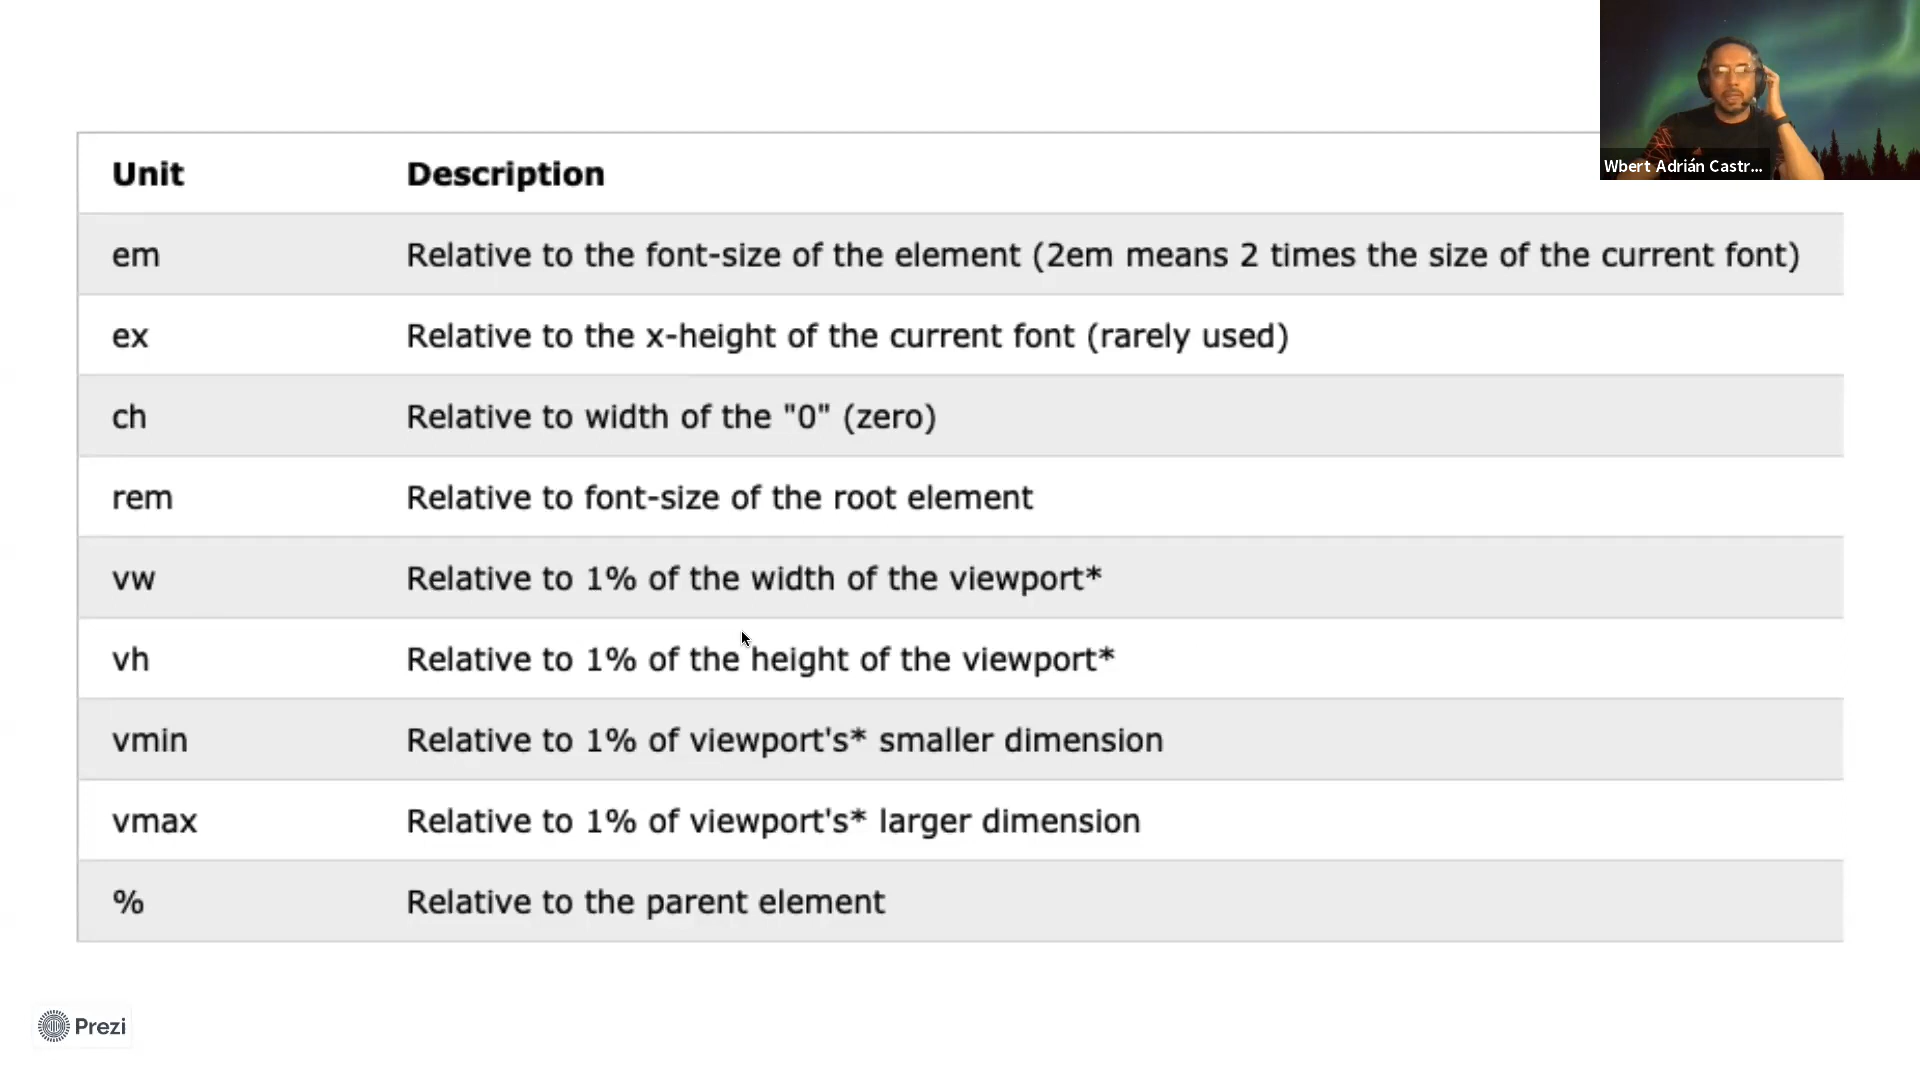 Wbert Adrián Castr...
Unit Description
em Relative to the font-size of the element (2em means 2 times the size of the current font)
ex Relative to the x-height of the current font (rarely used)
ch Relative to width of the "0" (zero)
rem Relative to font-size of the root element
vw Relative to 1% of the width of the viewport*
vh Relative to 1% of the height of the viewport*
vmin Relative to 1% of viewport's* smaller dimension
vmax Relative to 1% of viewport's* larger dimension
% Relative to the parent element
Prezi